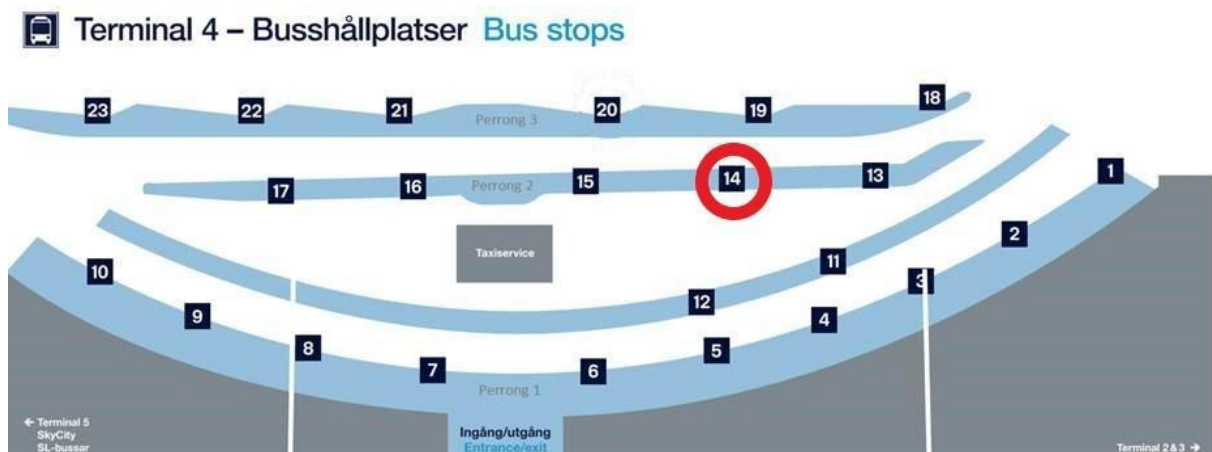 Terminal 4 – Busshållplatser Bus stops
23 22 21 20 19 18
Perrong 3
17 16 15 14 13
Perrong 2
1
2
Taxiservice
10 11
12 3
9 4
8 5
7 6
Perrong 1
← Terminal 5
SkyCity
SL-bussar
Ingång/utgång
Entrance/exit
Terminal 2&3 →